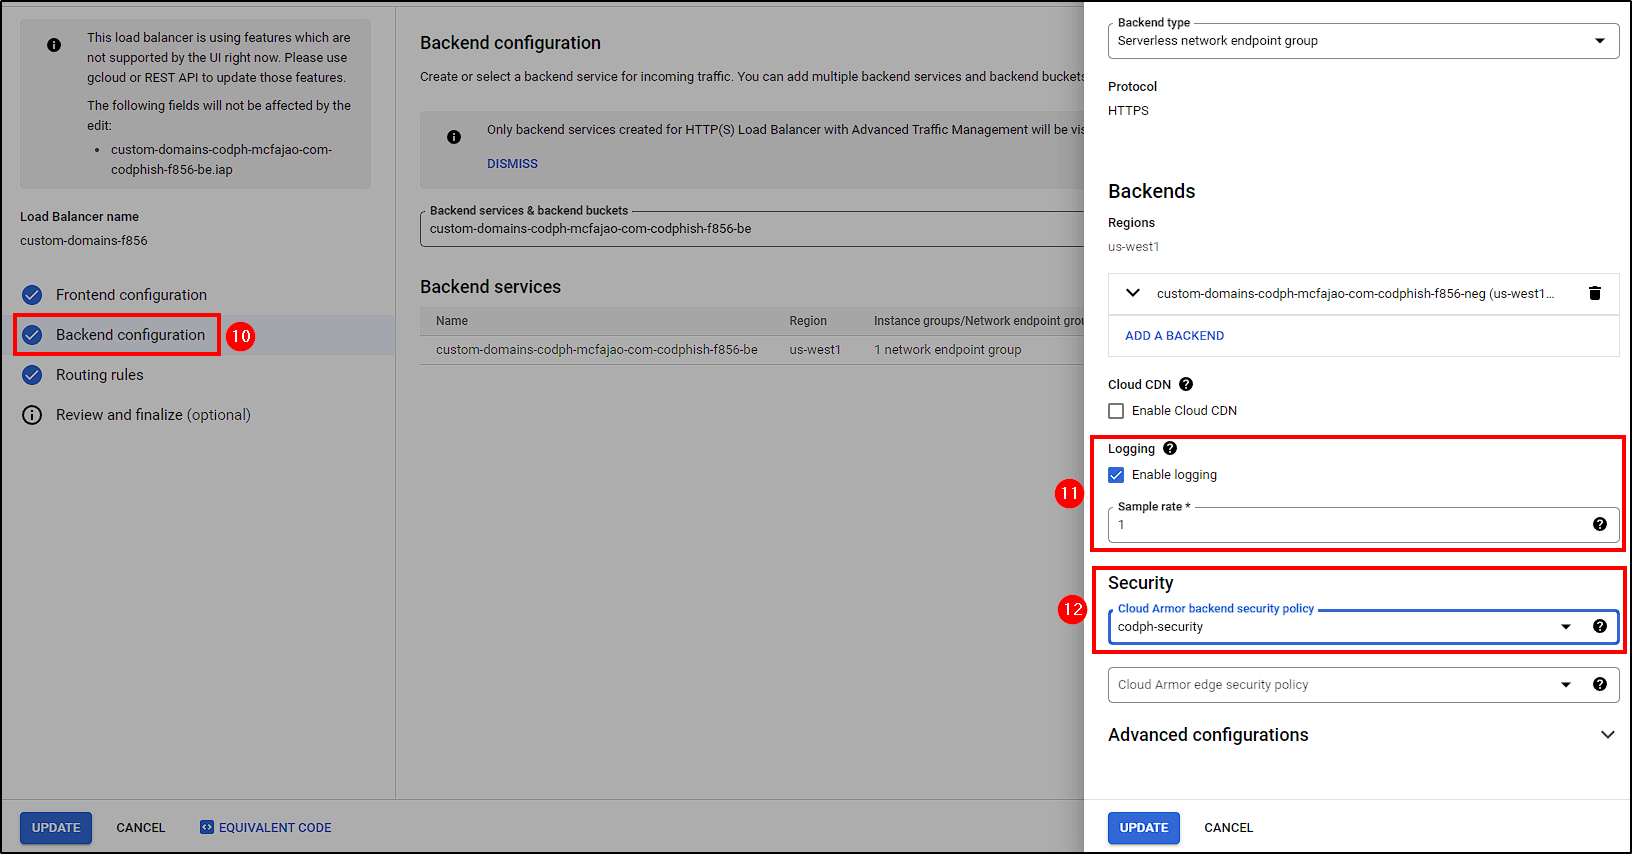 This load balancer is using features which are
not supported by the UI right now. Please use
gcloud or REST API to update those features.
The following fields will not be affected by the
edit:
• custom-domains-codph-mcfajao-com-
codphish-f856-be.iap
Load Balancer name
custom-domains-f856
Frontend configuration
Backend configuration
10
Routing rules
Review and finalize (optional)
UPDATE
CANCEL
EQUIVALENT CODE
Backend configuration
Create or select a backend service for incoming traffic. You can add multiple backend services and backend buckets
Only backend services created for HTTP(S) Load Balancer with Advanced Traffic Management will be vis
DISMISS
Backend services & backend buckets
custom-domains-codph-mcfajao-com-codphish-f856-be
Backend services
Name Region Instance groups/Network endpoint grou
custom-domains-codph-mcfajao-com-codphish-f856-be us-west1 1 network endpoint group
Backend type
Serverless network endpoint group
Protocol
HTTPS
Backends
Regions
us-west1
custom-domains-codph-mcfajao-com-codphish-f856-neg (us-west1...
ADD A BACKEND
Cloud CDN
Enable Cloud CDN
11
Logging
Enable logging
Sample rate *
1
12
Security
Cloud Armor backend security policy
codph-security
Cloud Armor edge security policy
Advanced configurations
UPDATE
CANCEL